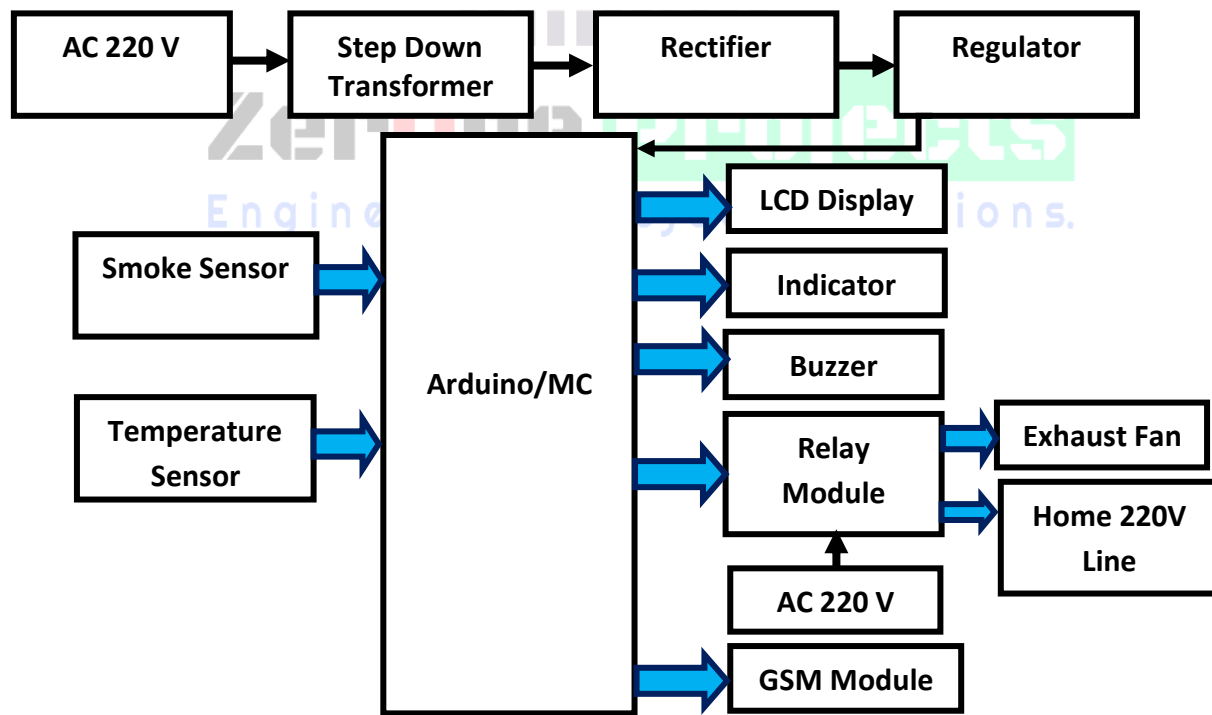 AC 220 V
Step Down
Transformer
Rectifier
Regulator
LCD Display
Smoke Sensor
Indicator
Buzzer
Arduino/MC
Temperature
Sensor
Relay
Module
Exhaust Fan
Home 220V
Line
AC 220 V
GSM Module